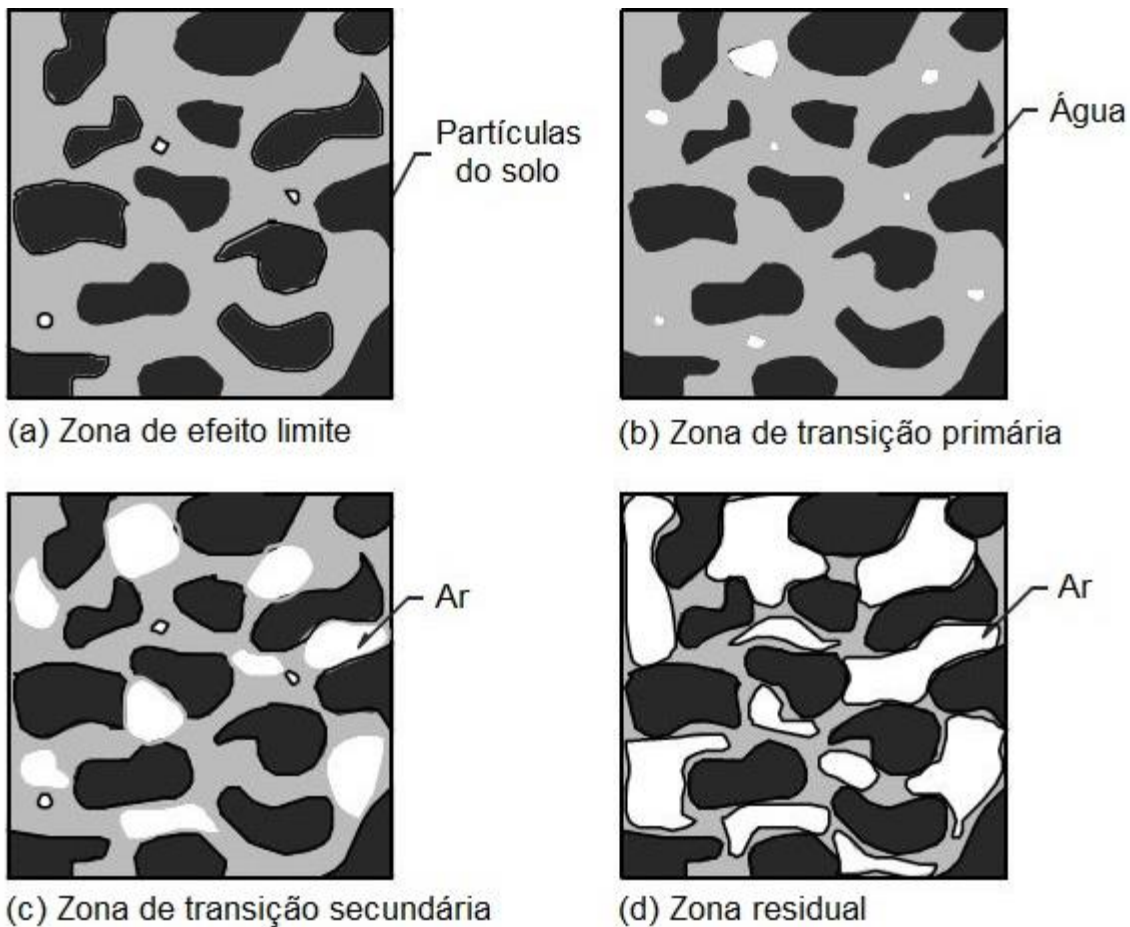 Partículas
do solo
Água
(a) Zona de efeito limite
(b) Zona de transição primária
Ar
Ar
(c) Zona de transição secundária
(d) Zona residual